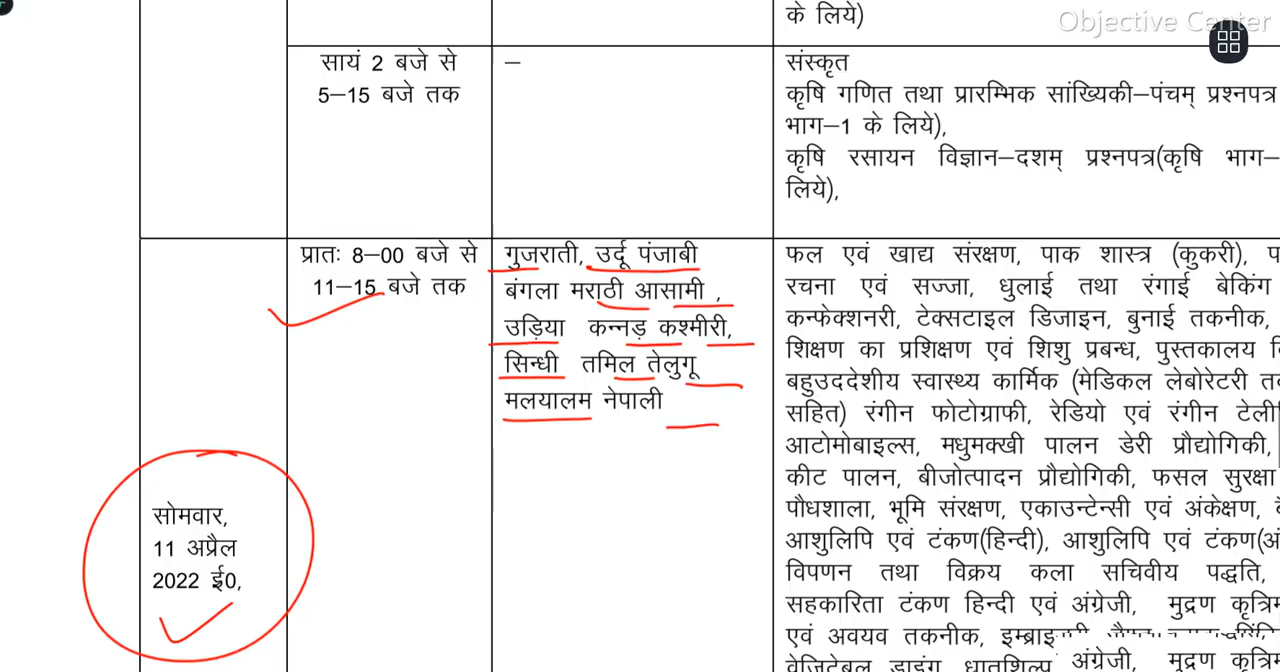 के लिये)
Objective Center
सायं 2 बजे से
5–15 बजे तक
–
संस्कृत
कृषि गणित तथा प्रारम्भिक सांख्यिकी–पंचम् प्रश्नपत्र
भाग–1 के लिये),
कृषि रसायन विज्ञान–दशम् प्रश्नपत्र(कृषि भाग–
लिये),
सोमवार,
11 अप्रैल
2022 ई0,
प्रातः 8–00 बजे से
11–15 बजे तक
गुजराती, उर्दू पंजाबी
बंगला मराठी आसामी ,
उड़िया कन्नड़ कश्मीरी,
सिन्धी तमिल तेलुगू
मलयालम नेपाली
फल एवं खाद्य संरक्षण, पाक शास्त्र (कुकरी),
रचना एवं सज्जा, धुलाई तथा रंगाई बेकिंग
कन्फेक्शनरी, टेक्सटाइल डिजाइन, बुनाई तकनीक,
शिक्षण का प्रशिक्षण एवं शिशु प्रबन्ध, पुस्तकालय
बहुउददेशीय स्वास्थ्य कार्मिक (मेडिकल लेबोरेटरी
सहित) रंगीन फोटोग्राफी, रेडियो एवं रंगीन
आटोमोबाइल्स, मधुमक्खी पालन डेरी प्रौद्योगिकी,
कीट पालन, बीजोत्पादन प्रौद्योगिकी, फसल सुरक्षा
पौधशाला, भूमि संरक्षण, एकाउन्टेन्सी एवं अंकेक्षण,
आशुलिपि एवं टंकण(हिन्दी), आशुलिपि एवं
विपणन तथा विक्रय कला सचिवीय पद्धति,
सहकारिता टंकण हिन्दी एवं अंग्रेजी, मुद्रण
एवं अवयव तकनीक,
वेजिटेबल अंग्रेजी, मुद्रण